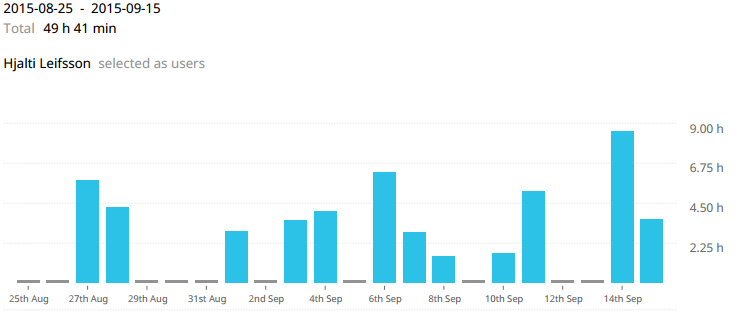 2015-08-25 - 2015-09-15
Total 49 h 41 min
Hjalti Leifsson selected as users
9.00 h
6.75 h
4.50 h
2.25 h
25th Aug 27th Aug 29th Aug 31st Aug 2nd Sep 4th Sep 6th Sep 8th Sep 10th Sep 12th Sep 14th Sep